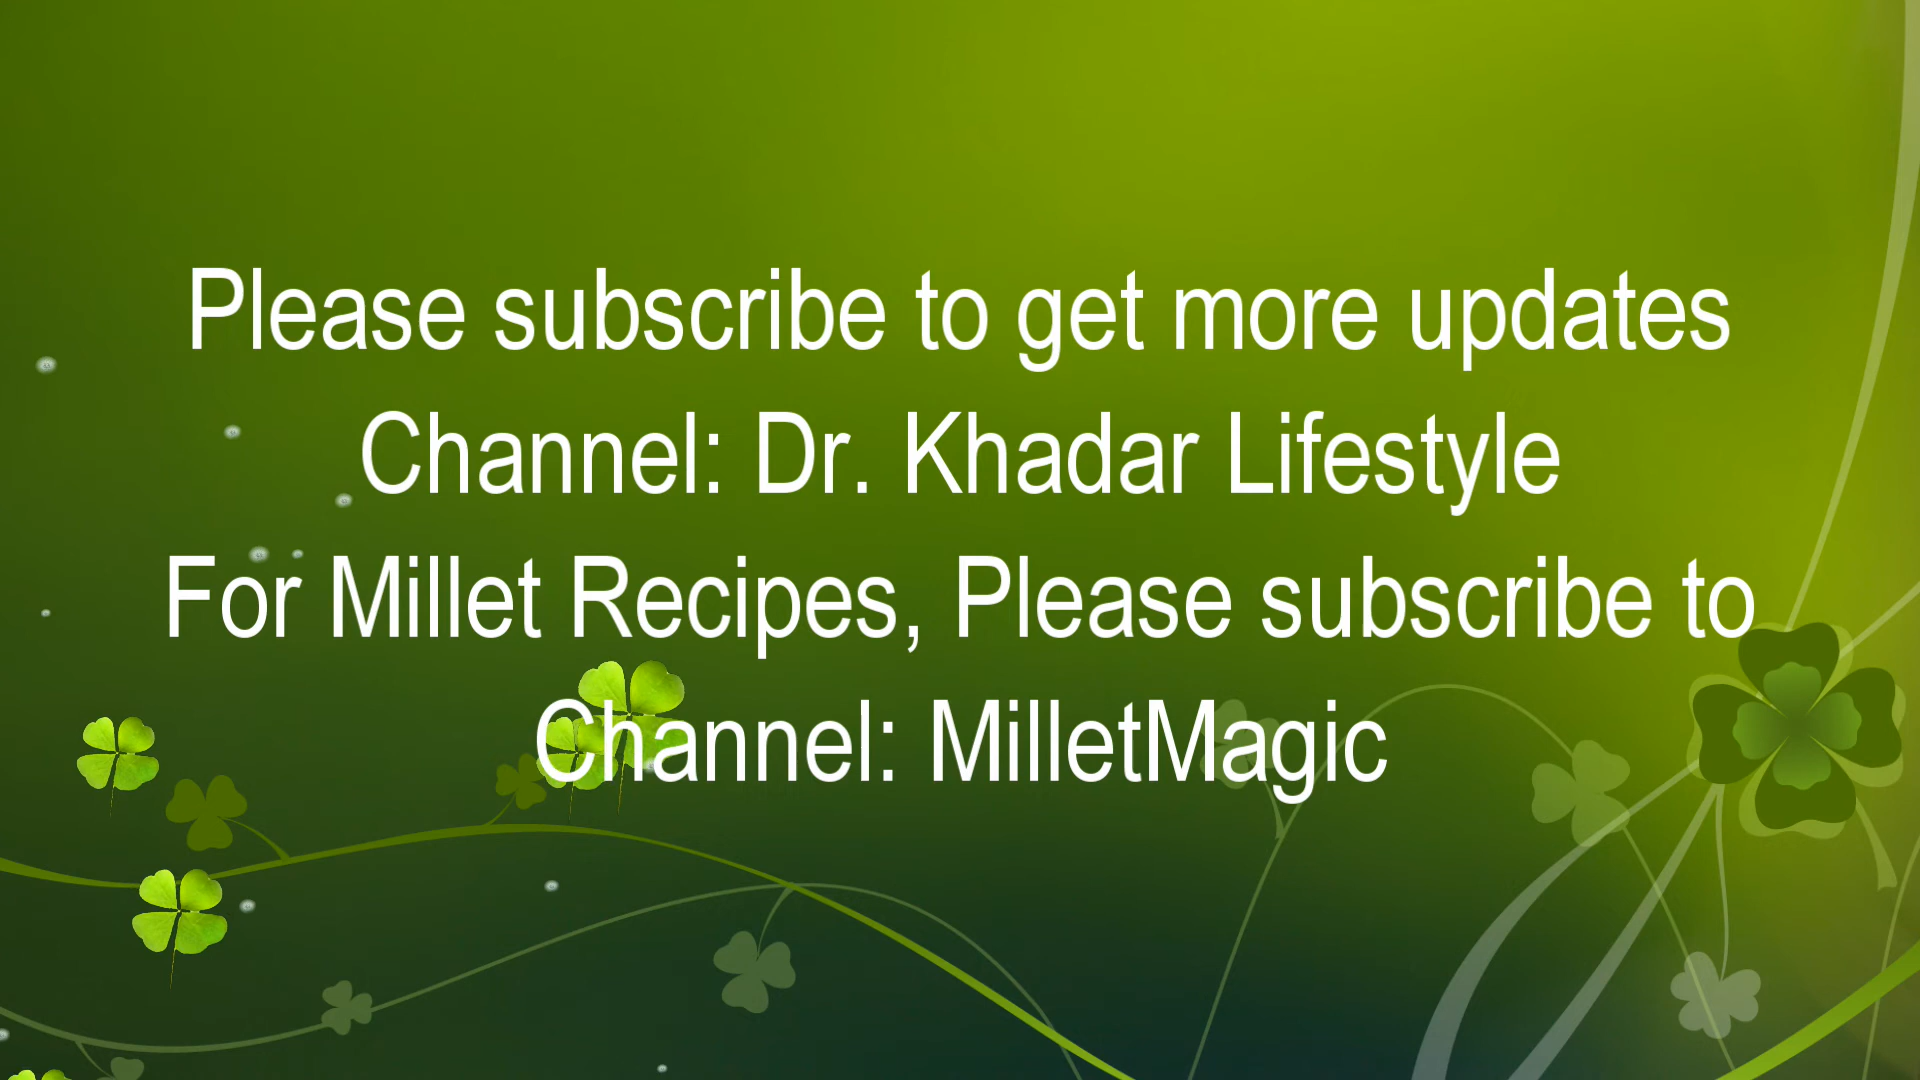 Please subscribe to get more updates
Channel: Dr. Khadar Lifestyle
For Millet Recipes, Please subscribe to
Channel: MilletMagic